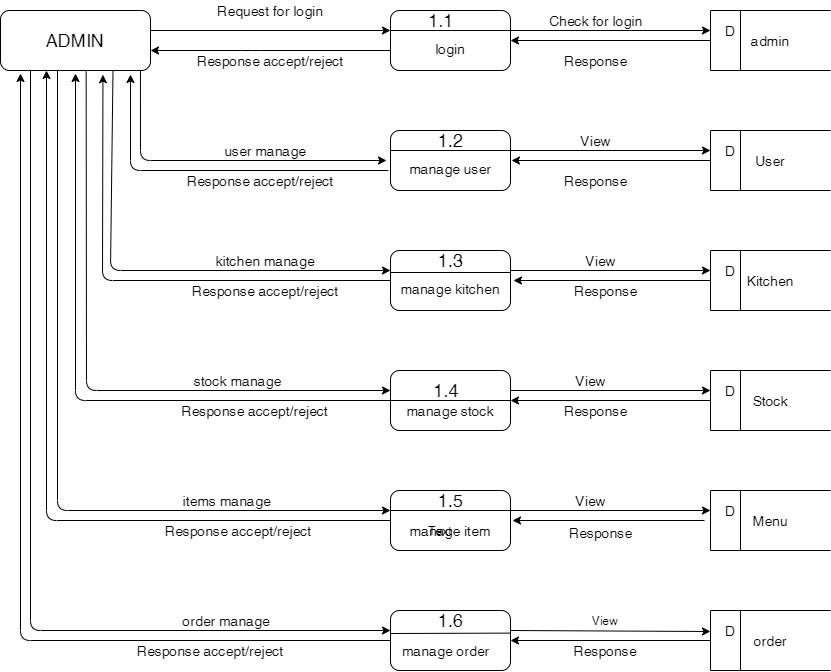 Request for login
1.1
Check for login
D
ADMIN
login
admin
Response accept/reject
Response
user manage
1.2
View
D
Response accept/reject
manage user
Response
User
kitchen manage
1.3
View
D
Response accept/reject
manage kitchen
Response
Kitchen
stock manage
1.4
View
D
Response accept/reject
manage stock
Response
Stock
items manage
1.5
View
D
Response accept/reject
manage item
Text
Response
Menu
order manage
1.6
View
D
Response accept/reject
manage order
Response
order